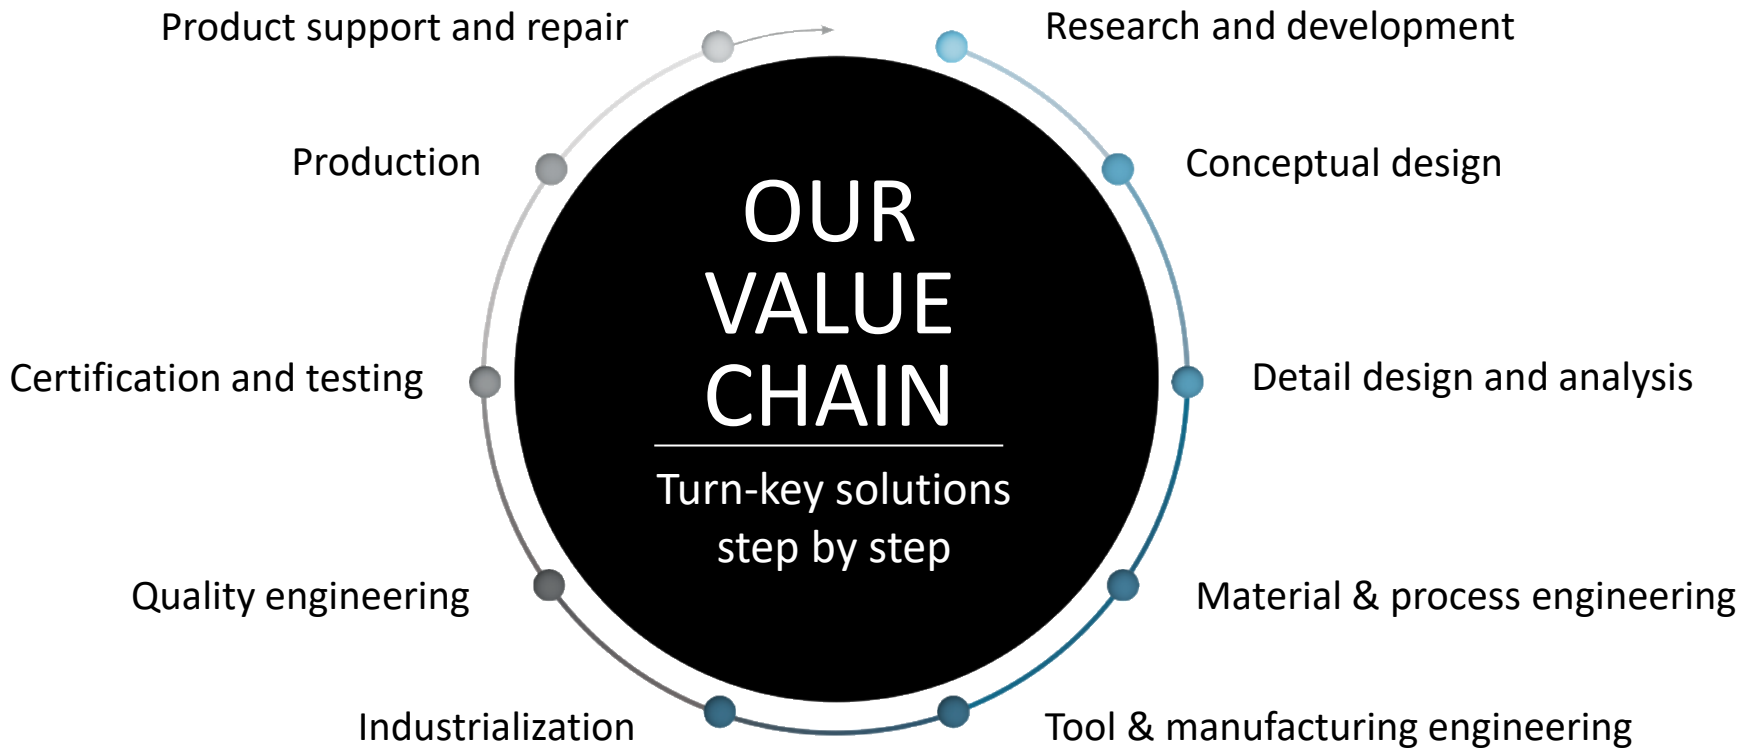 OUR
VALUE
CHAIN
Turn-key solutions
step by step
Research and development
Conceptual design
Detail design and analysis
Material & process engineering
Tool & manufacturing engineering
Industrialization
Quality engineering
Certification and testing
Production
Product support and repair